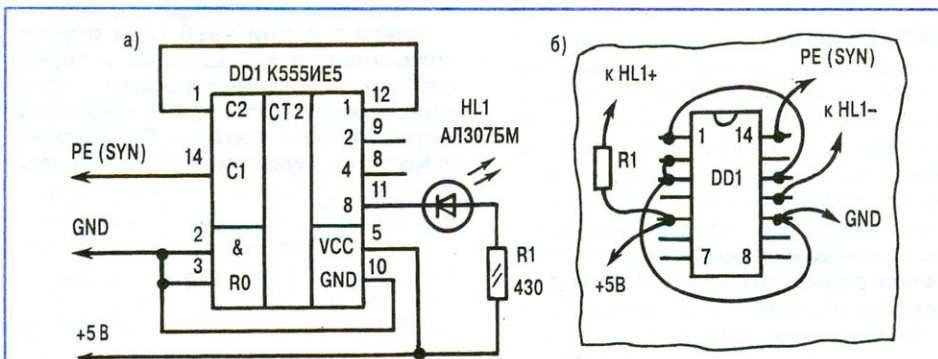 а)
DD1 К555ИЕ5
C2
CT2
1
12
2
9
4
8
8
11
PE (SYN)
14
C1
GND
2
&
3
R0
VCC
5
GND
10
+5 В
HL1
АЛ307БМ
R1
430
б)
к HL1+
PE (SYN)
к HL1–
R1
1
14
DD1
7
8
GND
+5В